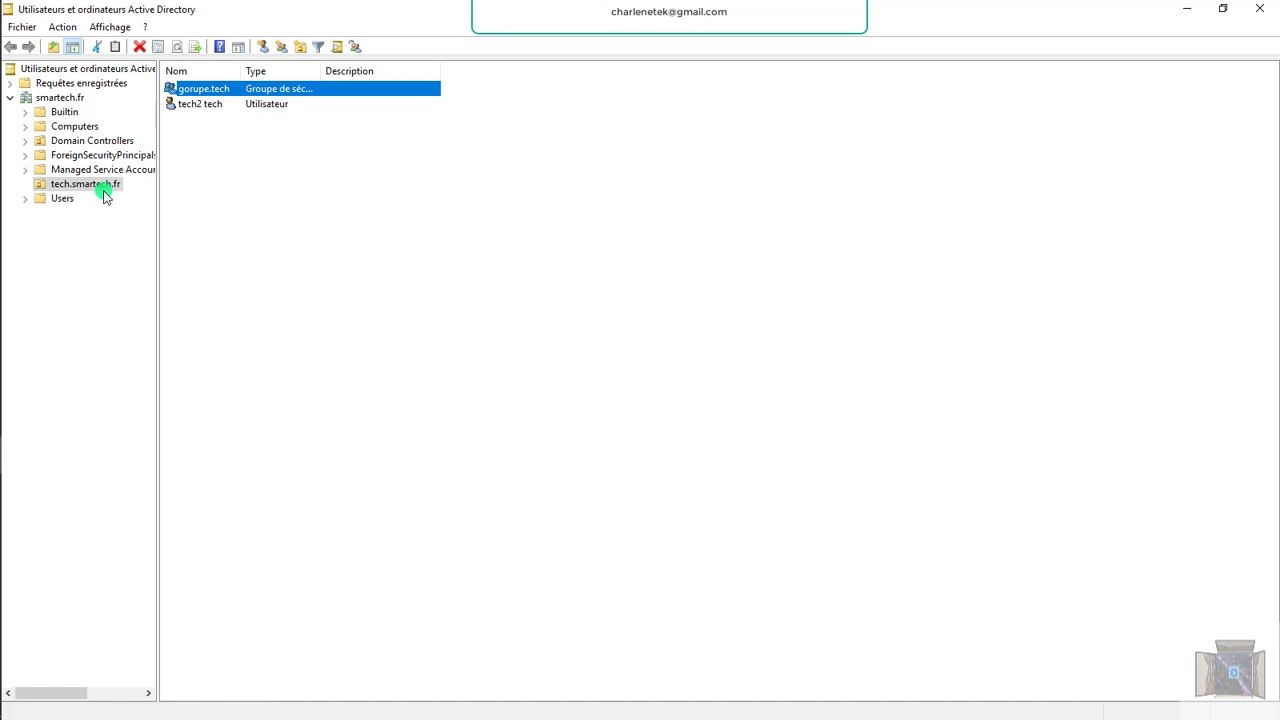 Utilisateurs et ordinateurs Active Directory
charlenetek@gmail.com
Fichier Action Affichage ?
Utilisateurs et ordinateurs Active
Requêtes enregistrées
smartech.fr
Builtin
Computers
Domain Controllers
ForeignSecurityPrincipals
Managed Service Accour
tech.smartech.fr
Users
Nom Type Description
gorupe.tech Groupe de séc...
tech2 tech Utilisateur